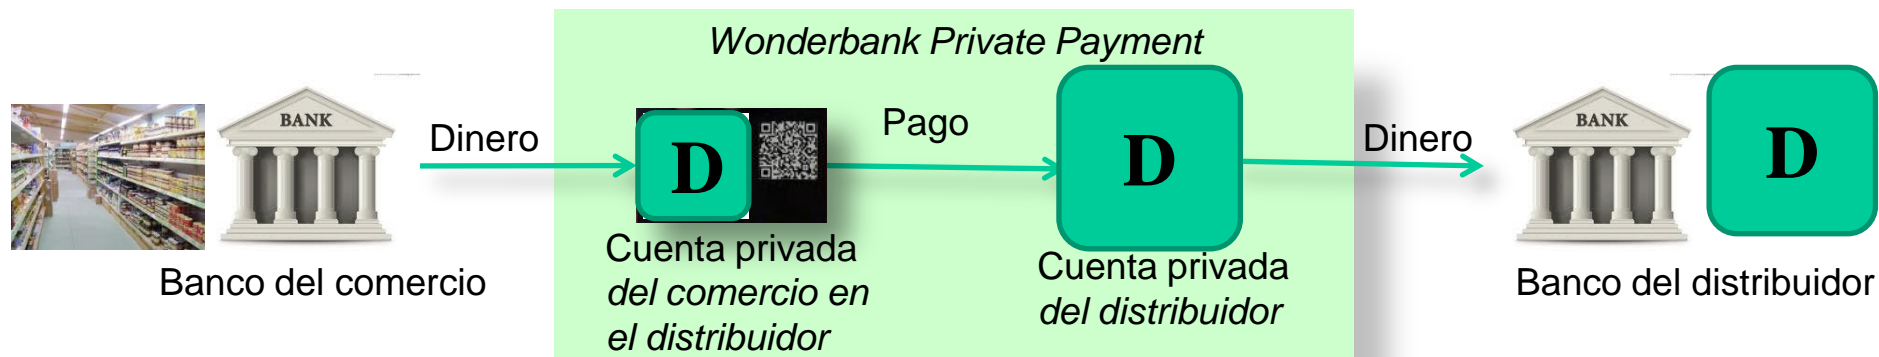 Wonderbank Private Payment
BANK
Dinero
D
Pago
D
Dinero
BANK
D
Banco del comercio
Cuenta privada
del comercio en
el distribuidor
Cuenta privada
del distribuidor
Banco del distribuidor